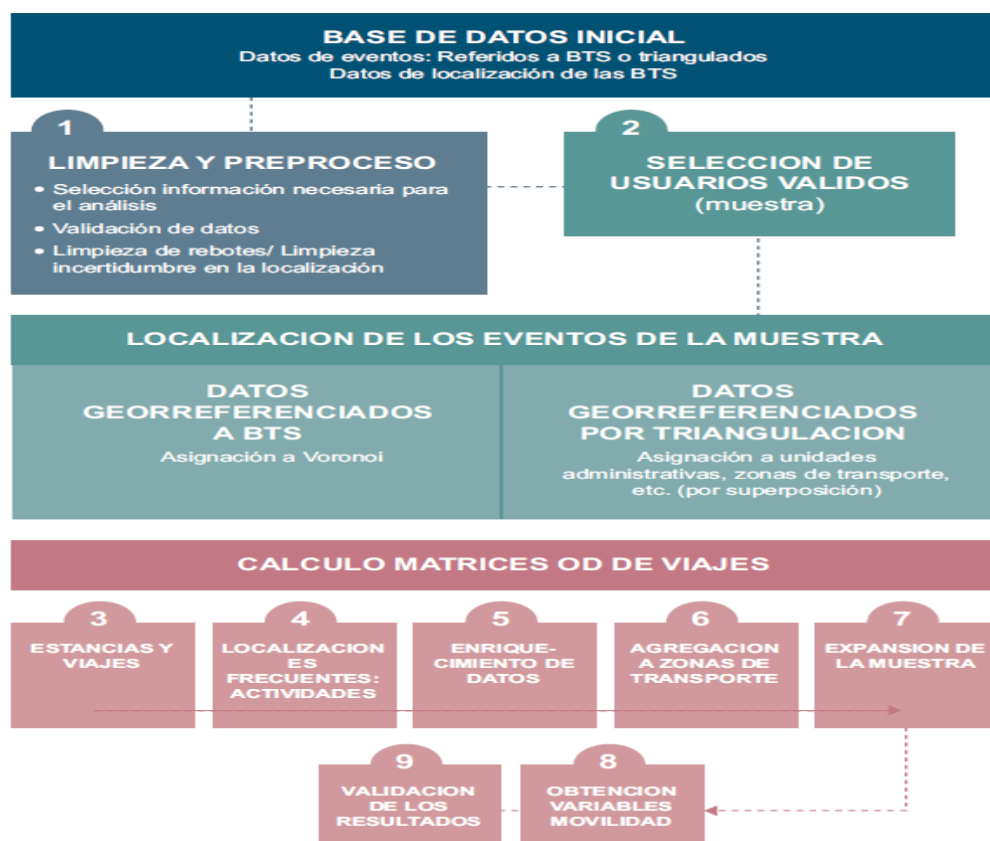 BASE DE DATOS INICIAL
Datos de eventos: Referidos a BTS o triangulados
Datos de localización de las BTS
1
LIMPIEZA Y PREPROCESO
• Selección información necesaria para
el análisis
• Validación de datos
• Limpieza de rebotes/ Limpieza
incertidumbre en la localización
2
SELECCION DE
USUARIOS VALIDOS
(muestra)
LOCALIZACION DE LOS EVENTOS DE LA MUESTRA
DATOS
GEORREFERENCIADOS
A BTS
Asignación a Voronoi
DATOS
GEORREFERENCIADOS
POR TRIANGULACION
Asignación a unidades
administrativas, zonas de transporte,
etc. (por superposición)
CALCULO MATRICES OD DE VIAJES
3
ESTANCIAS Y
VIAJES
4
LOCALIZACION
ES
FRECUENTES:
ACTIVIDADES
5
ENRIQUE-
CIMIENTO DE
DATOS
6
AGREGACION
A ZONAS DE
TRANSPORTE
7
EXPANSION DE
LA MUESTRA
9
VALIDACION
DE LOS
RESULTADOS
8
OBTENCION
VARIABLES
MOVILIDAD